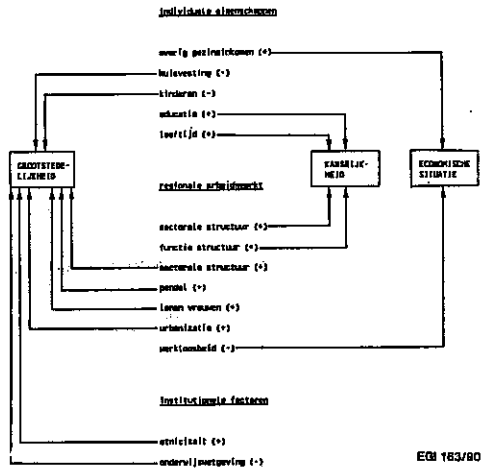 individuele eigenschappen
overig gezinsinkomen (+)
huisvesting (-)
kinderen (-)
educatie (+)
leeftijd (+)
GROOTSTEDE-
LIJKHEID
KANSRIJK-
HEID
ECONOMISCHE
SITUATIE
regionale arbeidsmarkt
sectorale structuur (+)
functie structuur (+)
sectorale structuur (+)
pendel (+)
lonen vrouwen (+)
urbanizatie (+)
werkloosheid (-)
institutionele factoren
etniciteit (+)
onderwijswetgeving (-)
EGI 163/90